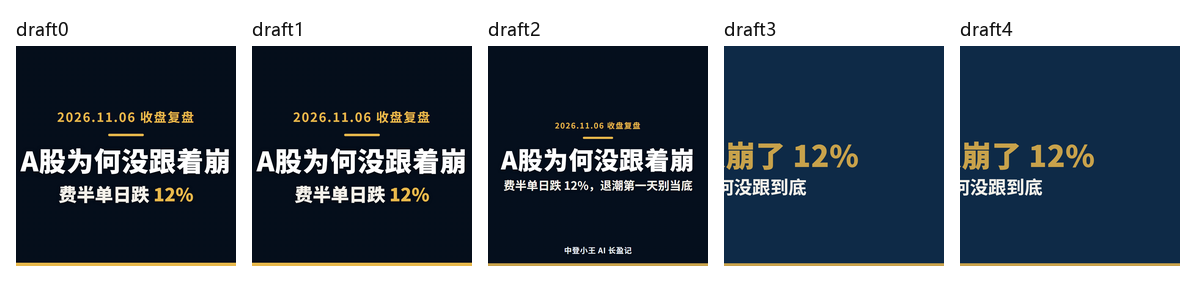 draft0
2026.11.06 收盘复盘
A股为何没跟着崩
费半单日跌 12%
draft1
2026.11.06 收盘复盘
A股为何没跟着崩
费半单日跌 12%
draft2
2026.11.06 收盘复盘
A股为何没跟着崩
费半单日跌 12%，退潮第一天别当底
中登小王 AI 长盈记
draft3
崩了 12%
何没跟到底
draft4
崩了 12%
何没跟到底